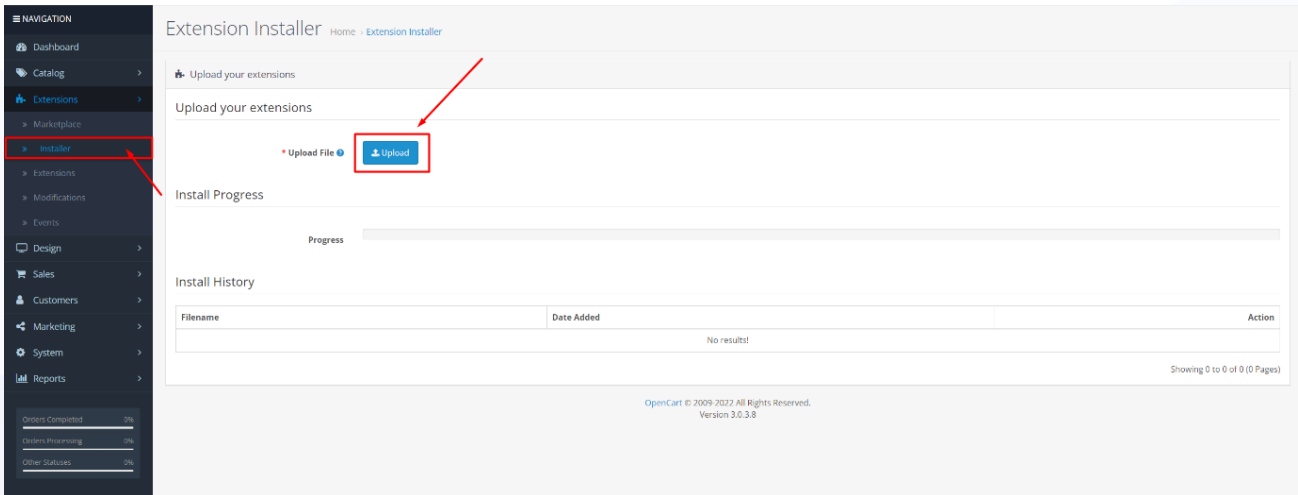 NAVIGATION
Dashboard
Catalog
Extensions
» Marketplace
» Installer
» Extensions
» Modifications
» Events
Design
Sales
Customers
Marketing
System
Reports
Orders Completed 0%
Orders Processing 0%
Other Statuses 0%
Extension Installer Home › Extension Installer
Upload your extensions
Upload your extensions
* Upload File ? Upload
Install Progress
Progress
Install History
Filename Date Added Action
No results!
Showing 0 to 0 of 0 (0 Pages)
OpenCart © 2009-2022 All Rights Reserved.
Version 3.0.3.8